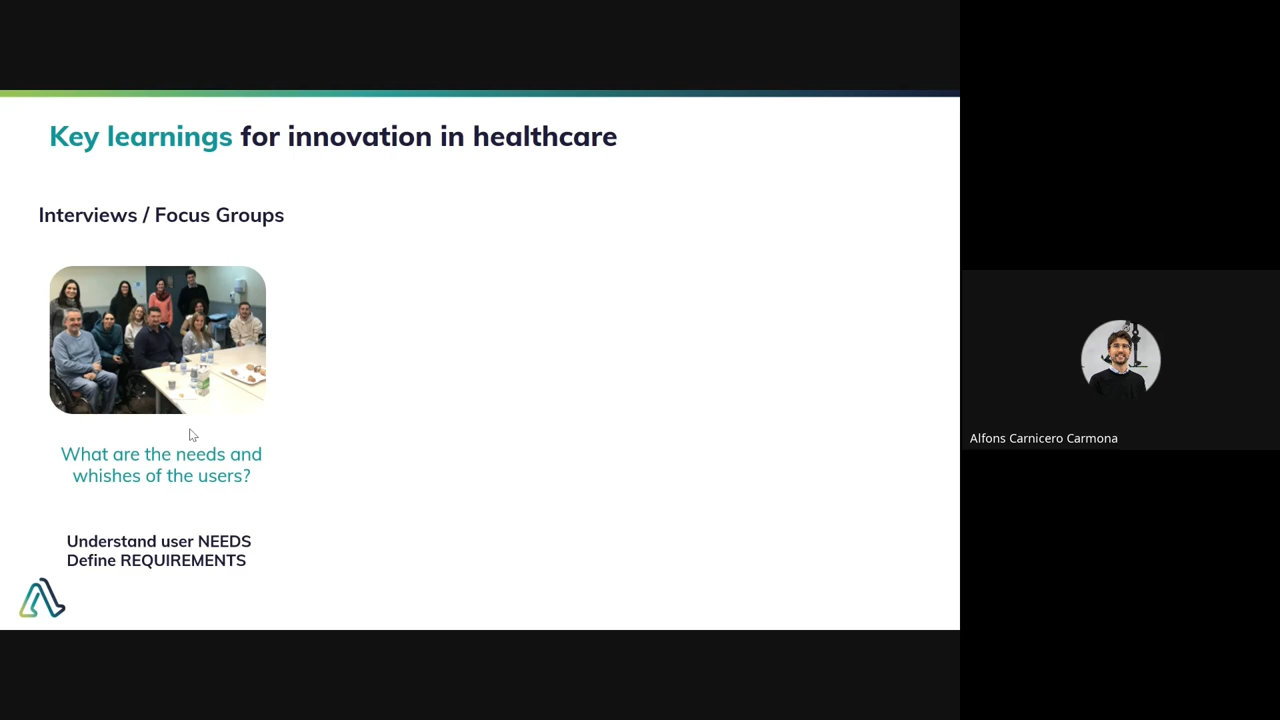 Key learnings for innovation in healthcare
Interviews / Focus Groups
What are the needs and
whishes of the users?
Understand user NEEDS
Define REQUIREMENTS
Alfons Carnicero Carmona